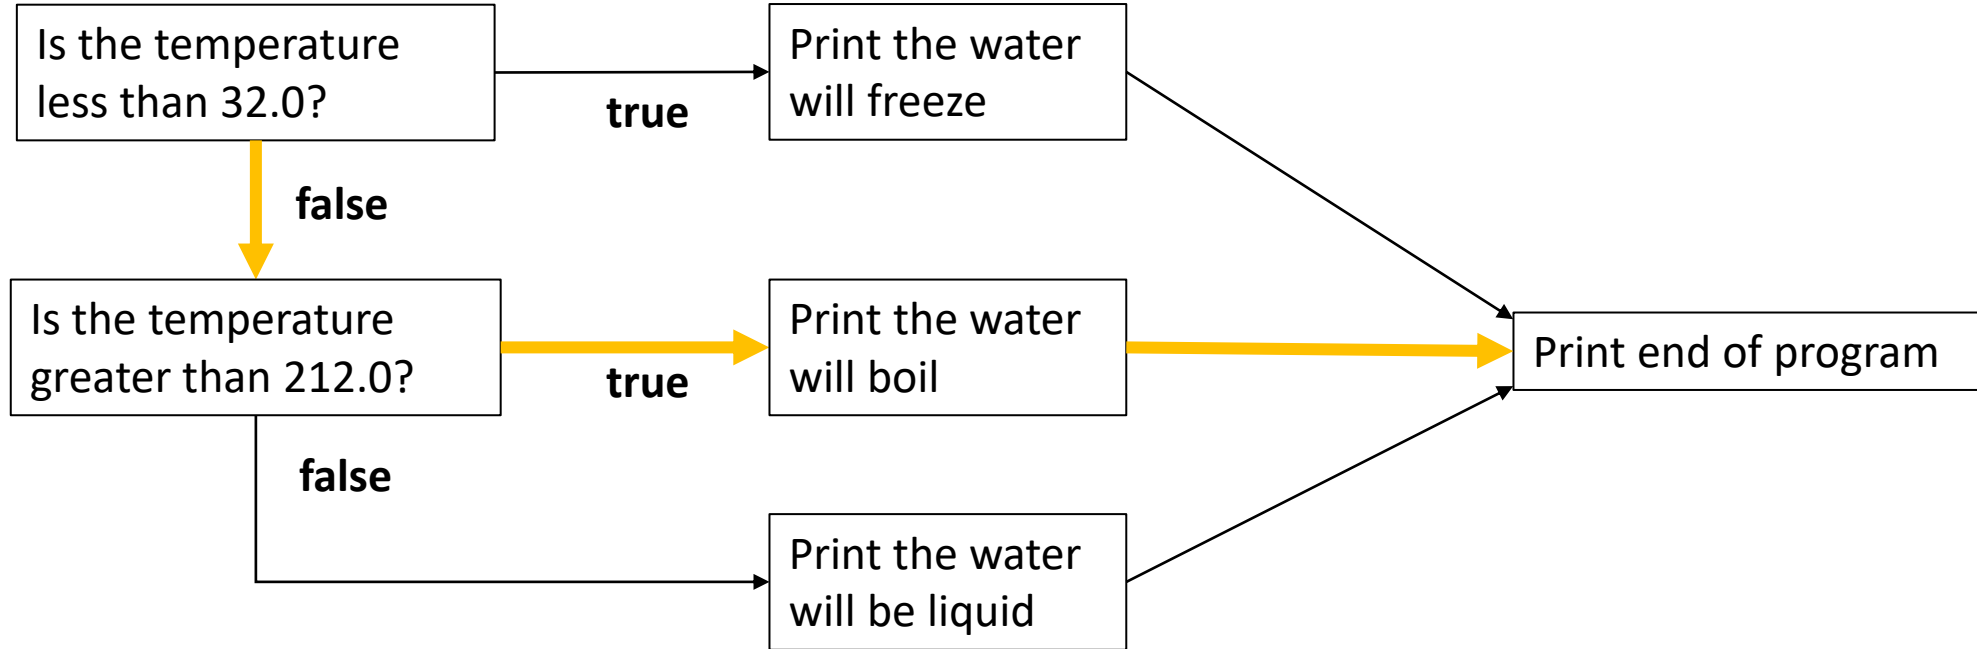 Is the temperature
less than 32.0?
true
Print the water
will freeze
false
Is the temperature
greater than 212.0?
true
Print the water
will boil
Print end of program
false
Print the water
will be liquid